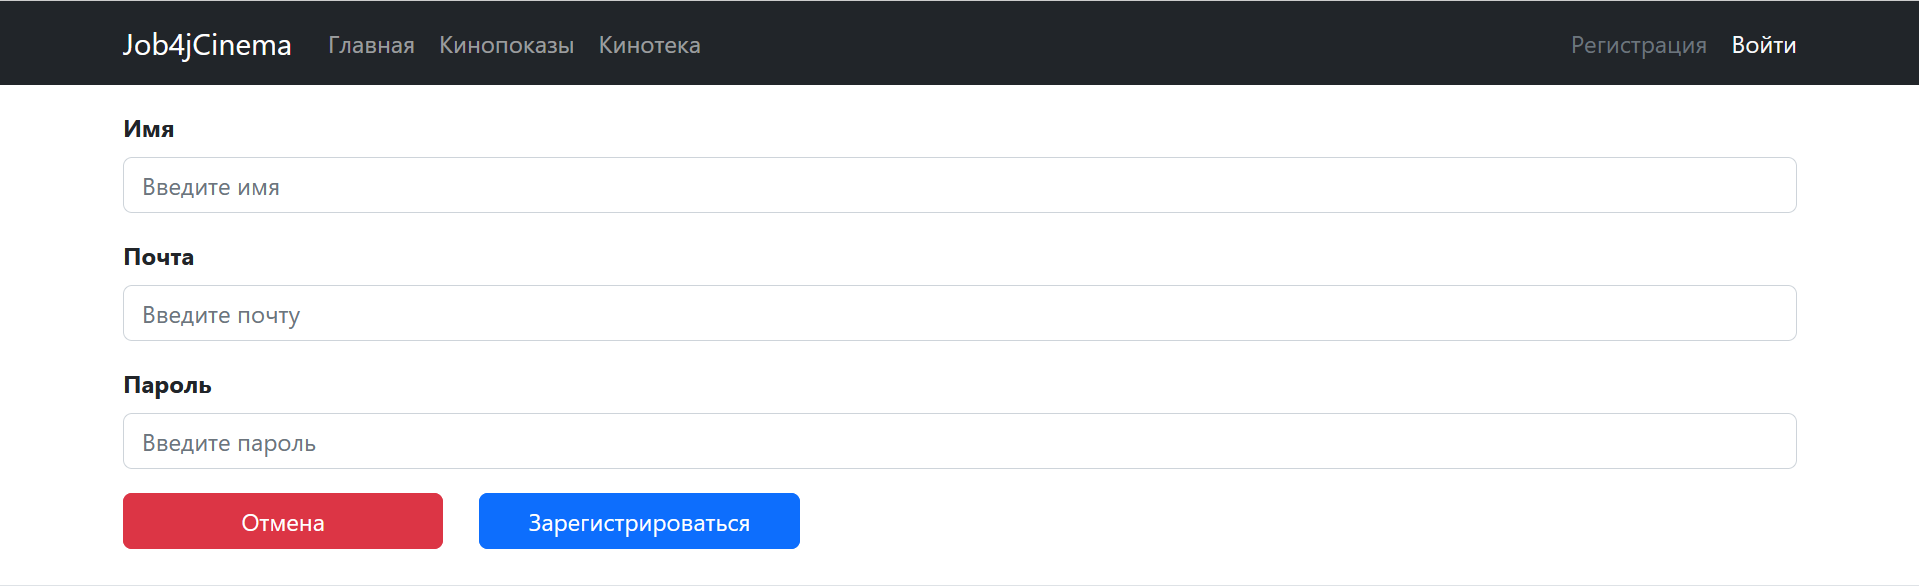 Job4jCinema Главная Кинопоказы Кинотека Регистрация Войти
Имя
Введите имя
Почта
Введите почту
Пароль
Введите пароль
Отмена Зарегистрироваться